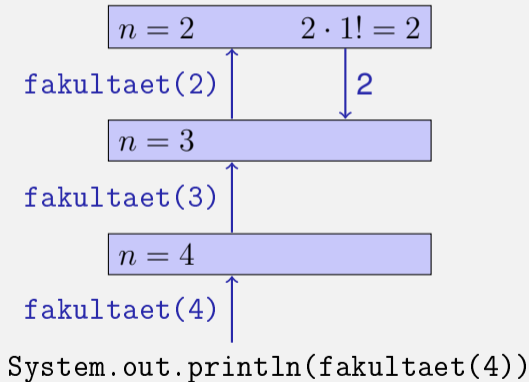 n = 2 2 · 1! = 2
fakultaet(2) 2
n = 3
fakultaet(3)
n = 4
fakultaet(4)
System.out.println(fakultaet(4))